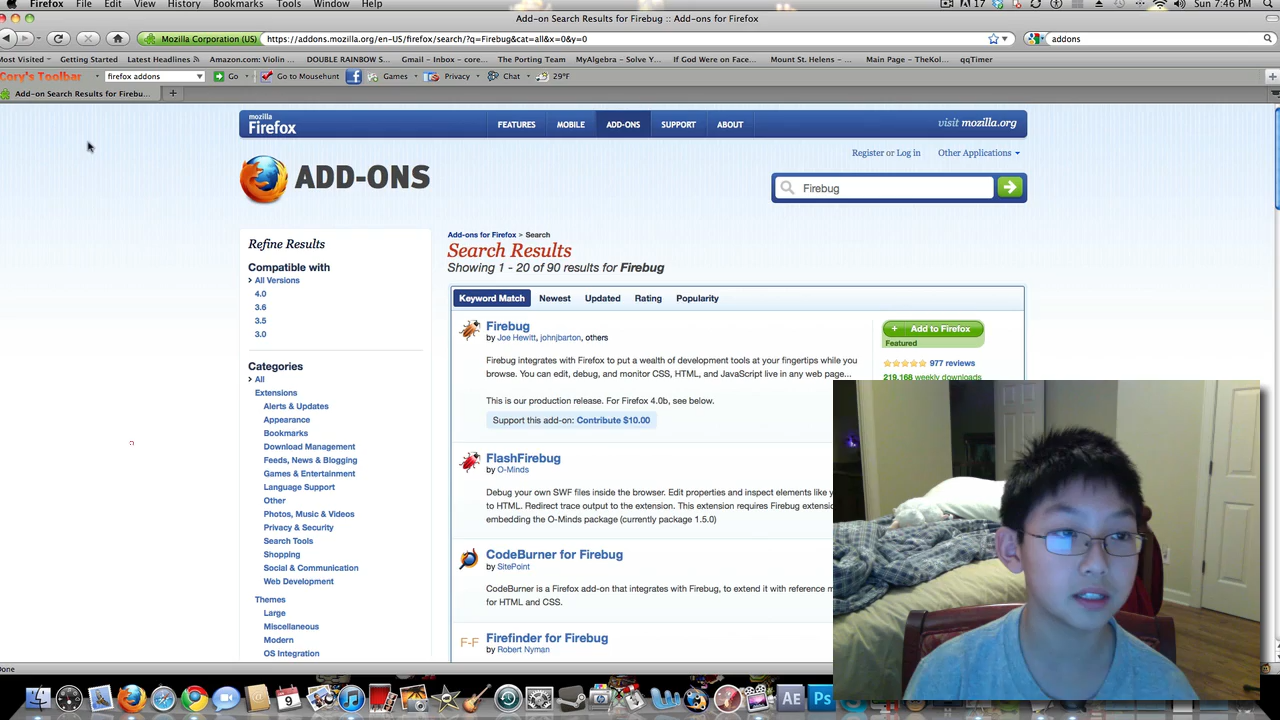 Firefox File Edit View History Bookmarks Tools Window Help
17
Sun 7:46 PM
Add-on Search Results for Firebug :: Add-ons for Firefox
Mozilla Corporation (US)
https://addons.mozilla.org/en-US/firefox/search/?q=Firebug&cat=all&x=0&y=0
addons
Most Visited
Getting Started
Latest Headlines
Amazon.com: Violin ...
DOUBLE RAINBOW S...
Gmail - Inbox - core...
The Porting Team
MyAlgebra - Solve Y...
If God Were on Face...
Mount St. Helens - ...
Main Page - TheKol...
qqTimer
Cory's Toolbar
firefox addons
Go
Go to Mousehunt
Games
Privacy
Chat
29°F
Add-on Search Results for Firebu...
mozilla
Firefox
FEATURES
MOBILE
ADD-ONS
SUPPORT
ABOUT
visit mozilla.org
Register or Log in
Other Applications
ADD-ONS
Firebug
Refine Results
Compatible with
All Versions
4.0
3.6
3.5
3.0
Categories
All
Extensions
Alerts & Updates
Appearance
Bookmarks
Download Management
Feeds, News & Blogging
Games & Entertainment
Language Support
Other
Photos, Music & Videos
Privacy & Security
Search Tools
Shopping
Social & Communication
Web Development
Themes
Large
Miscellaneous
Modern
OS Integration
Add-ons for Firefox > Search
Search Results
Showing 1 - 20 of 90 results for Firebug
Keyword Match
Newest
Updated
Rating
Popularity
Firebug
by Joe Hewitt, johnjbarton, others
Firebug integrates with Firefox to put a wealth of development tools at your fingertips while you
browse. You can edit, debug, and monitor CSS, HTML, and JavaScript live in any web page...
This is our production release. For Firefox 4.0b, see below.
Support this add-on: Contribute $10.00
+ Add to Firefox
Featured
977 reviews
219,168 weekly downloads
FlashFirebug
by O-Minds
Debug your own SWF files inside the browser. Edit properties and inspect elements like
to HTML. Redirect trace output to the extension. This extension requires Firebug
embedding the O-Minds package (currently package 1.5.0)
CodeBurner for Firebug
by SitePoint
CodeBurner is a Firefox add-on that integrates with Firebug, to extend it with reference
for HTML and CSS.
F-F
Firefinder for Firebug
by Robert Nyman
Done
9
AE
Ps